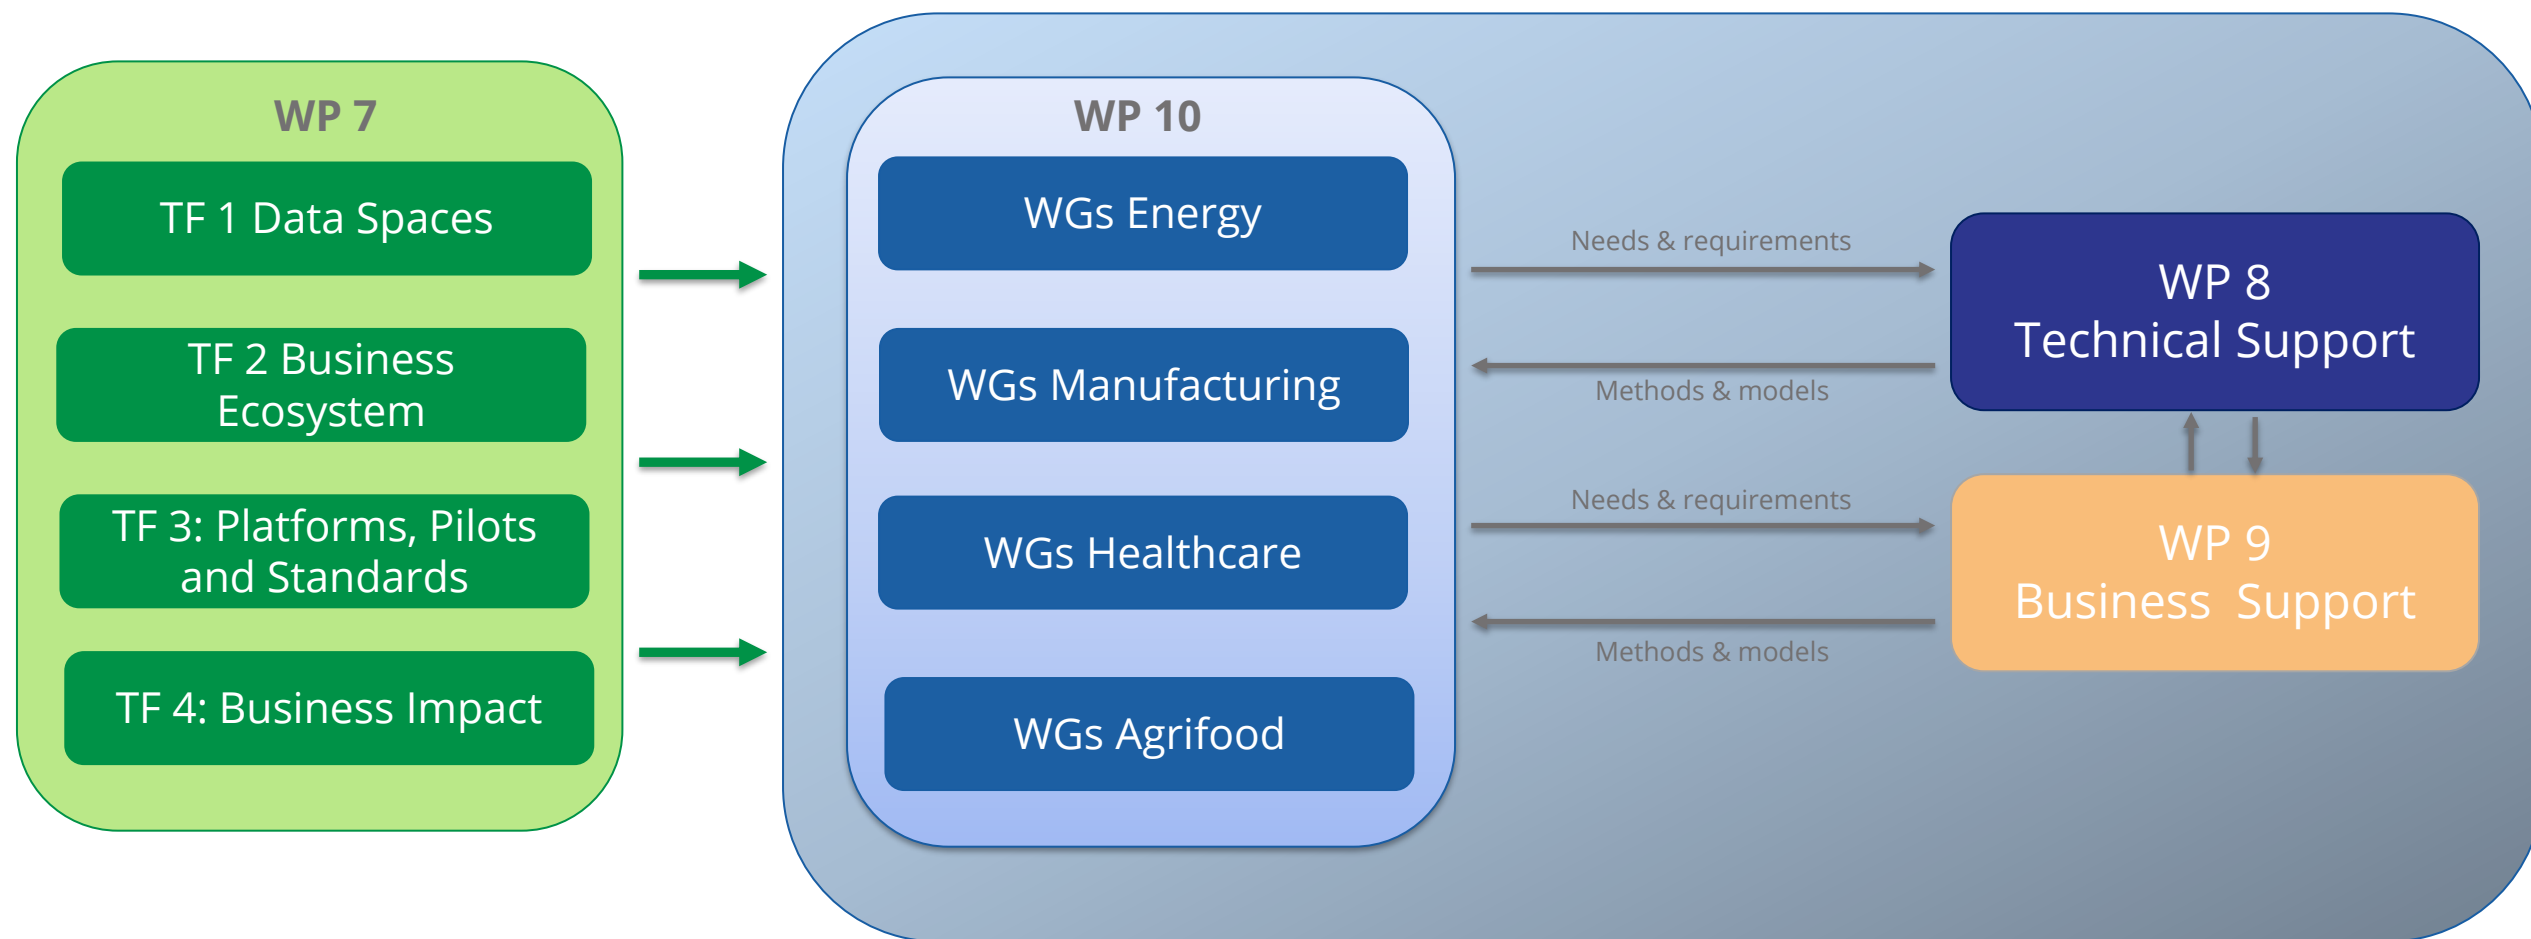 WP 7
TF 1 Data Spaces
TF 2 Business
Ecosystem
TF 3: Platforms, Pilots
and Standards
TF 4: Business Impact
WP 10
WGs Energy
WGs Manufacturing
WGs Healthcare
WGs Agrifood
Needs & requirements
Methods & models
Needs & requirements
Methods & models
WP 8
Technical Support
WP 9
Business  Support